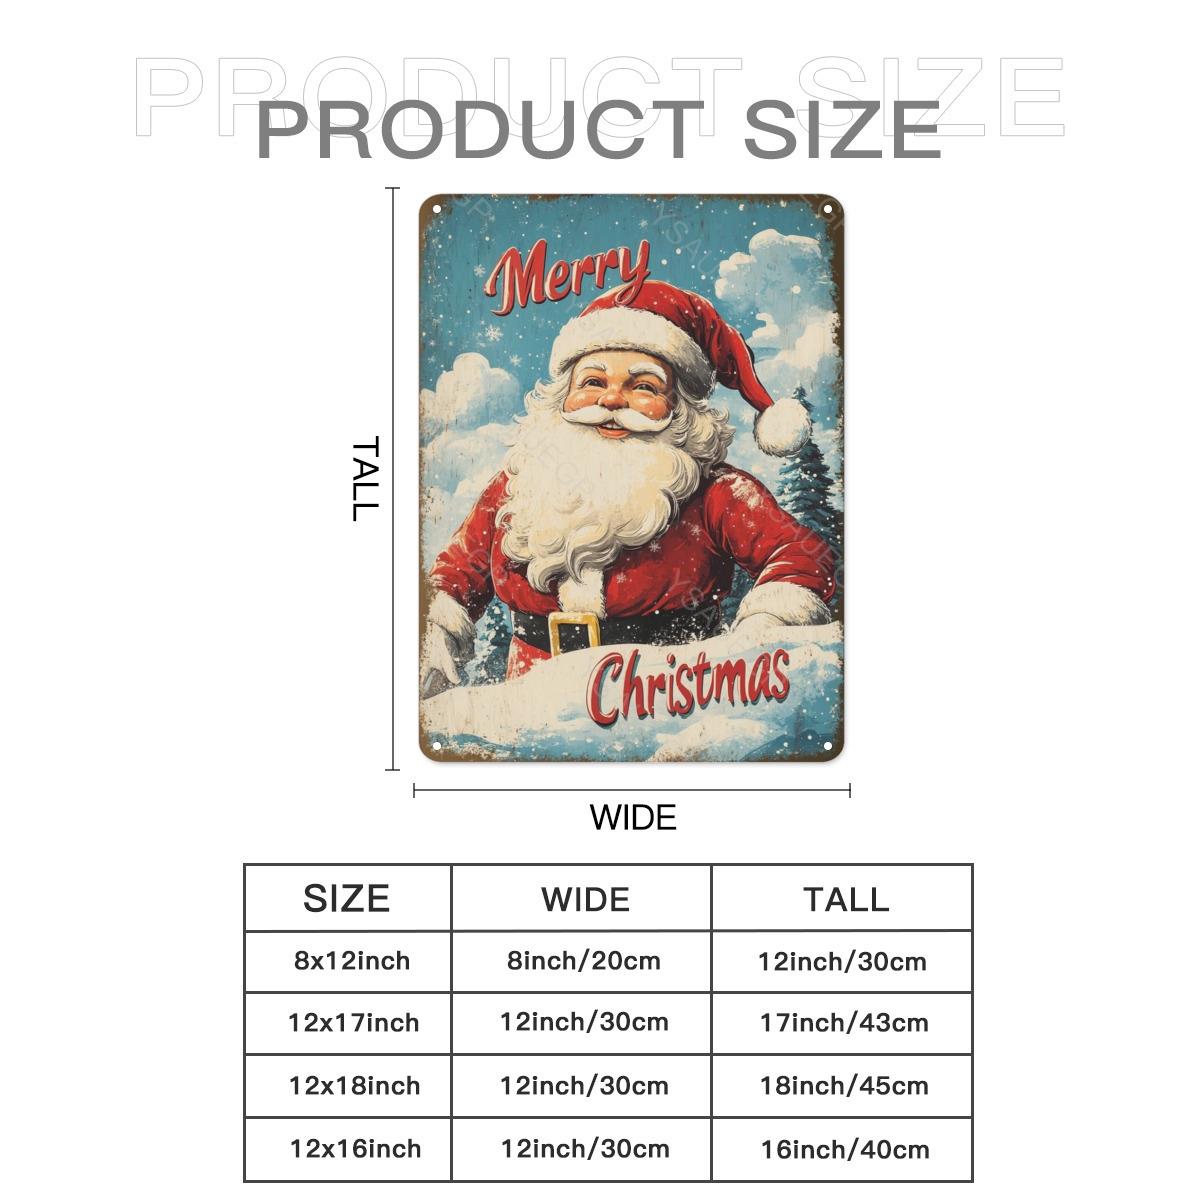 PRODUCT SIZE
PRODUCT SIZE
Merry
TALL
Christmas
WIDE
SIZE WIDE TALL
8x12inch 8inch/20cm 12inch/30cm
12x17inch 12inch/30cm 17inch/43cm
12x18inch 12inch/30cm 18inch/45cm
12x16inch 12inch/30cm 16inch/40cm